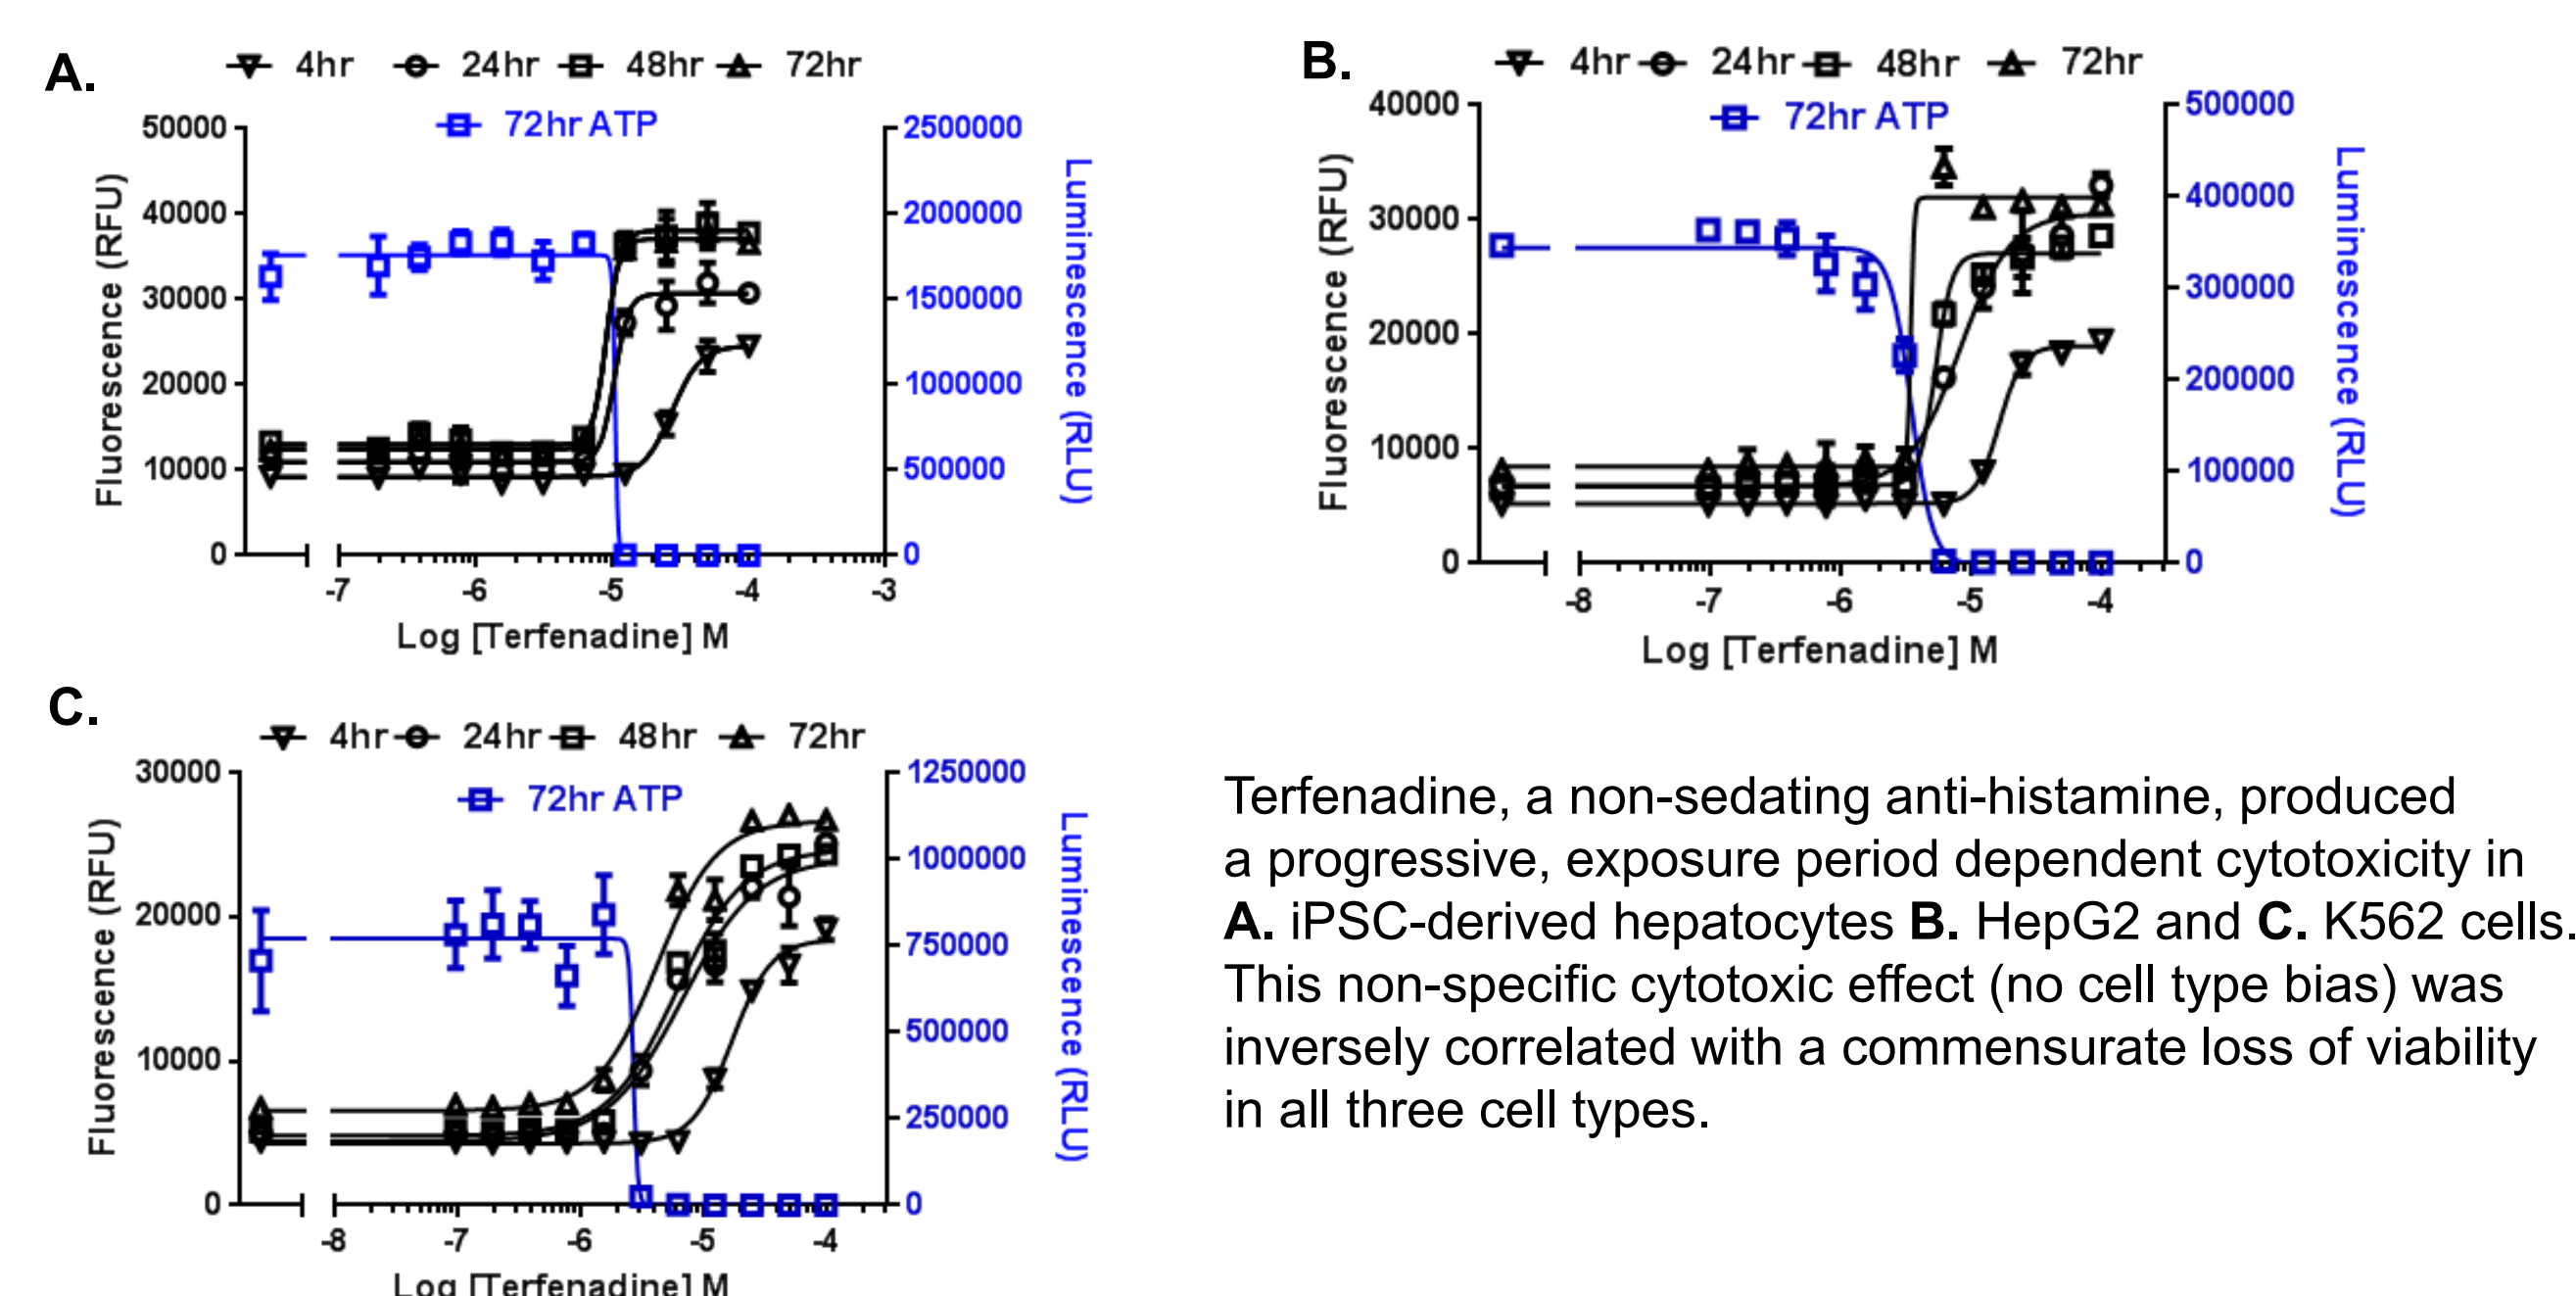 A.
4hr 24hr 48hr 72hr
72hr ATP
50000
40000
30000
20000
10000
0
Fluorescence (RFU)
2500000
2000000
1500000
1000000
500000
0
Luminescence (RLU)
-7 -6 -5 -4 -3
Log [Terfenadine] M
B.
4hr 24hr 48hr 72hr
72hr ATP
40000
30000
20000
10000
0
Fluorescence (RFU)
500000
400000
300000
200000
100000
0
Luminescence (RLU)
-8 -7 -6 -5 -4
Log [Terfenadine] M
C.
4hr 24hr 48hr 72hr
72hr ATP
30000
20000
10000
0
Fluorescence (RFU)
1250000
1000000
750000
500000
250000
0
Luminescence (RLU)
-8 -7 -6 -5 -4
Log [Terfenadine] M
Terfenadine, a non-sedating anti-histamine, produced
a progressive, exposure period dependent cytotoxicity in
A. iPSC-derived hepatocytes B. HepG2 and C. K562 cells.
This non-specific cytotoxic effect (no cell type bias) was
inversely correlated with a commensurate loss of viability
in all three cell types.